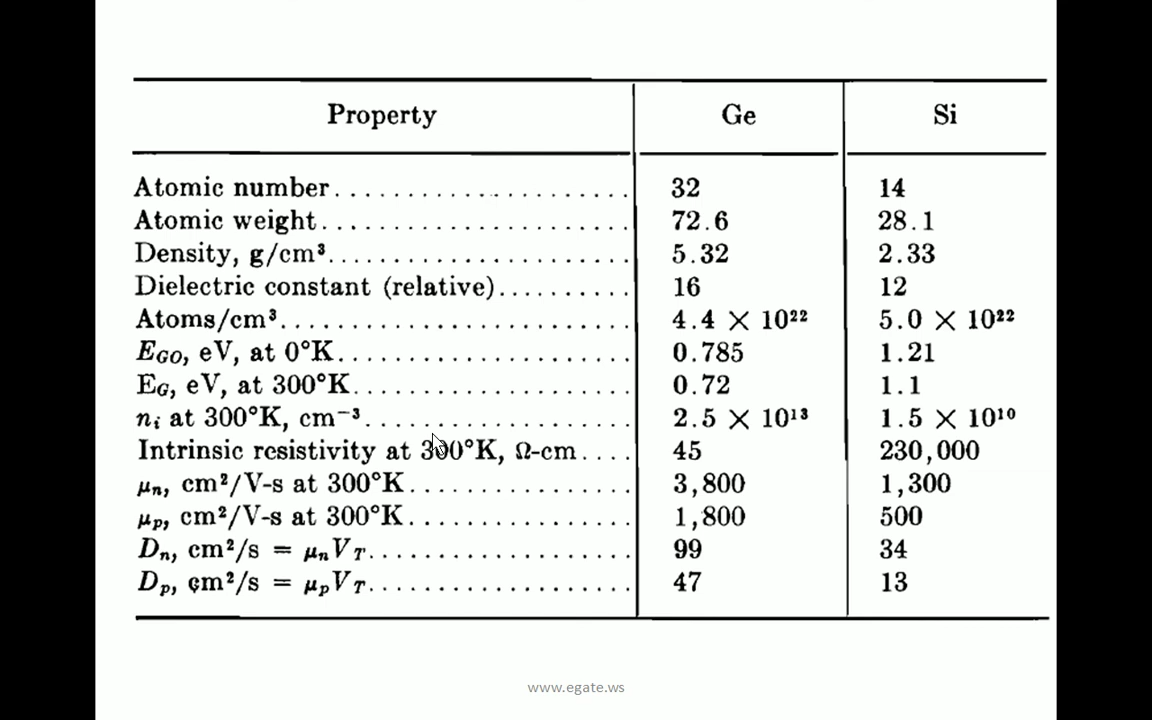 Property Ge Si
Atomic number........................ 32 14
Atomic weight........................ 72.6 28.1
Density, g/cm³....................... 5.32 2.33
Dielectric constant (relative).......... 16 12
Atoms/cm³........................... 4.4 × 10²² 5.0 × 10²²
E_GO, eV, at 0°K...................... 0.785 1.21
E_G, eV, at 300°K..................... 0.72 1.1
n_i at 300°K, cm⁻³.................... 2.5 × 10¹³ 1.5 × 10¹⁰
Intrinsic resistivity at 300°K, Ω-cm.... 45 230,000
μ_n, cm²/V-s at 300°K................. 3,800 1,300
μ_p, cm²/V-s at 300°K................. 1,800 500
D_n, cm²/s = μ_nV_T.................... 99 34
D_p, cm²/s = μ_pV_T.................... 47 13
www.egate.ws